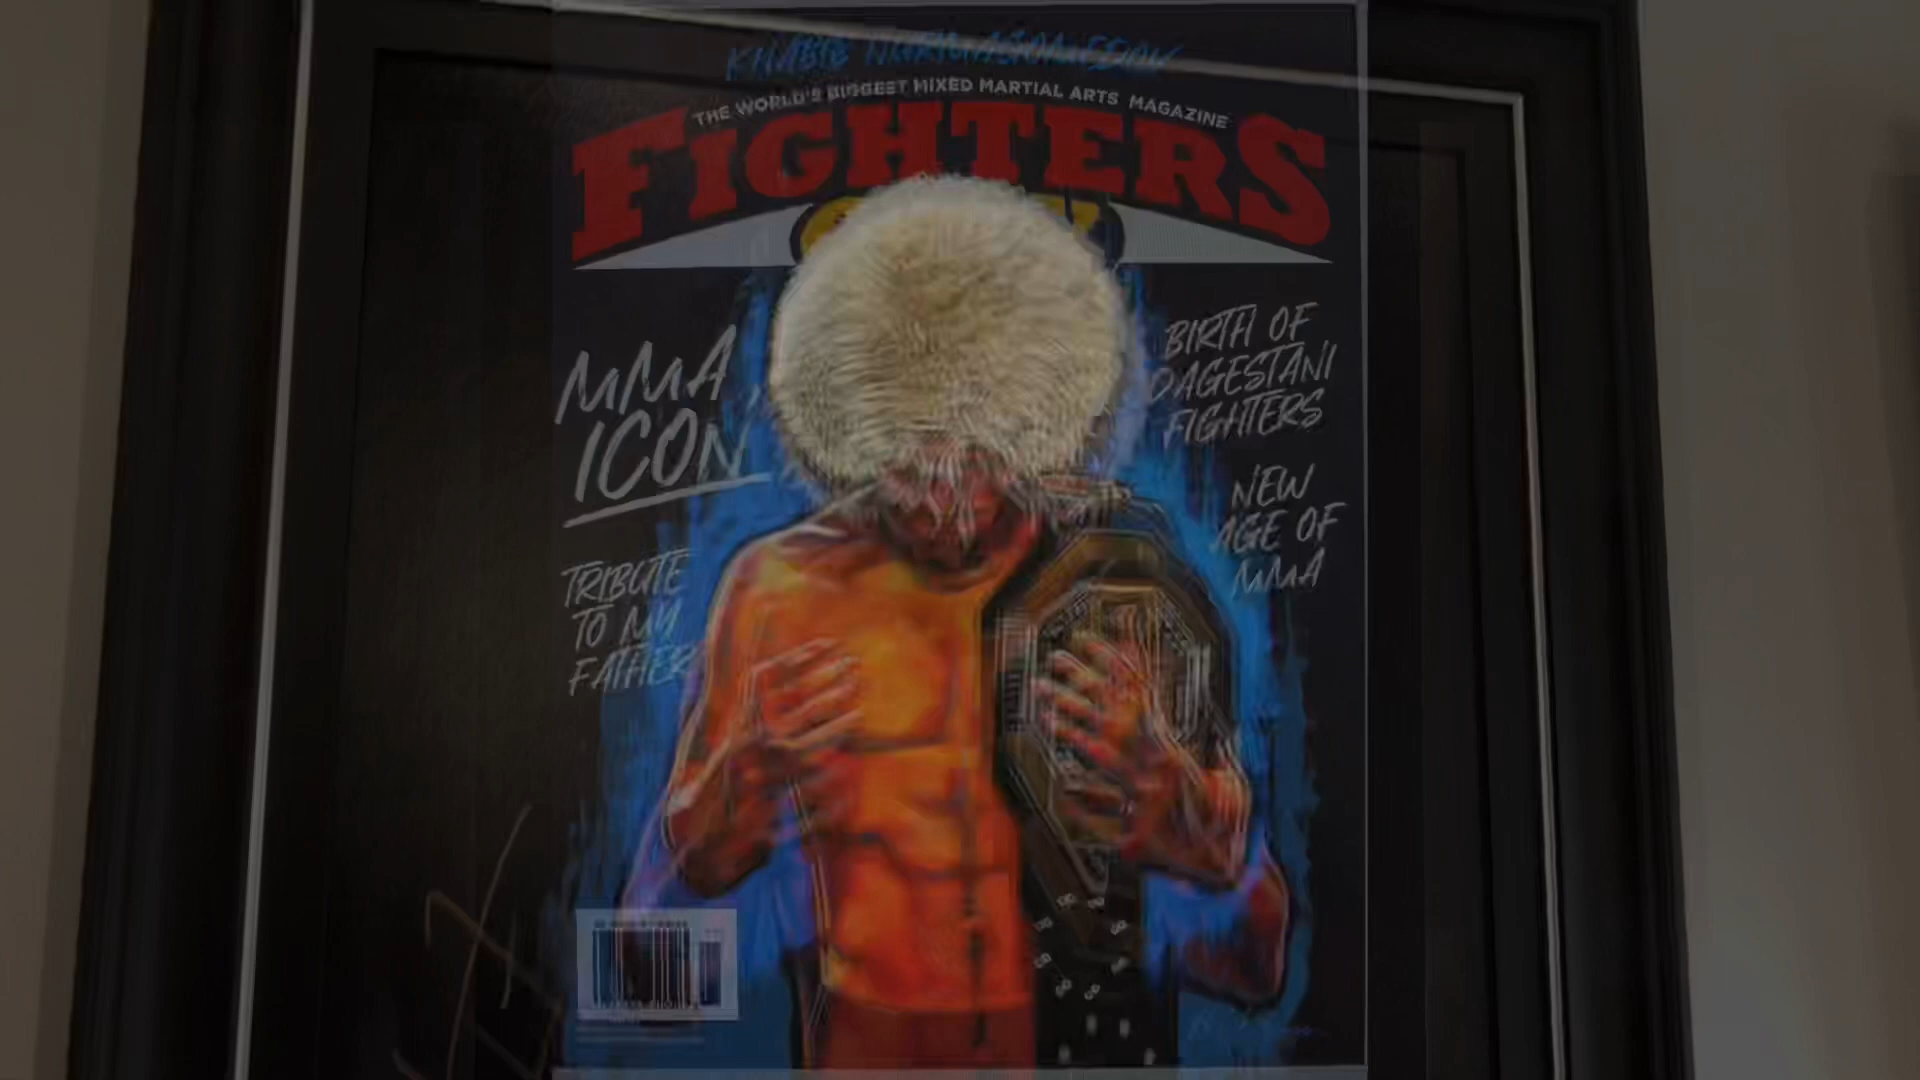 KHABIB NURMAGOMEDOV
THE WORLD'S BIGGEST MIXED MARTIAL ARTS MAGAZINE
FIGHTERS
MMA
ICON
TRIBUTE
TO MY
FATHER
BIRTH OF
DAGESTANI
FIGHTERS
NEW
AGE OF
MMA